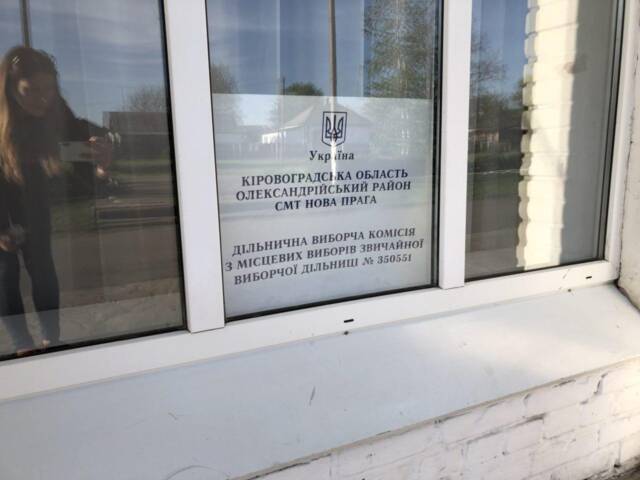 Україна
КІРОВОГРАДСЬКА ОБЛАСТЬ
ОЛЕКСАНДРІЙСЬКИЙ РАЙОН
СМТ НОВА ПРАГА
ДІЛЬНИЧНА ВИБОРЧА КОМІСІЯ
З МІСЦЕВИХ ВИБОРІВ ЗВИЧАЙНОЇ
ВИБОРЧОЇ ДІЛЬНИЦІ № 350551